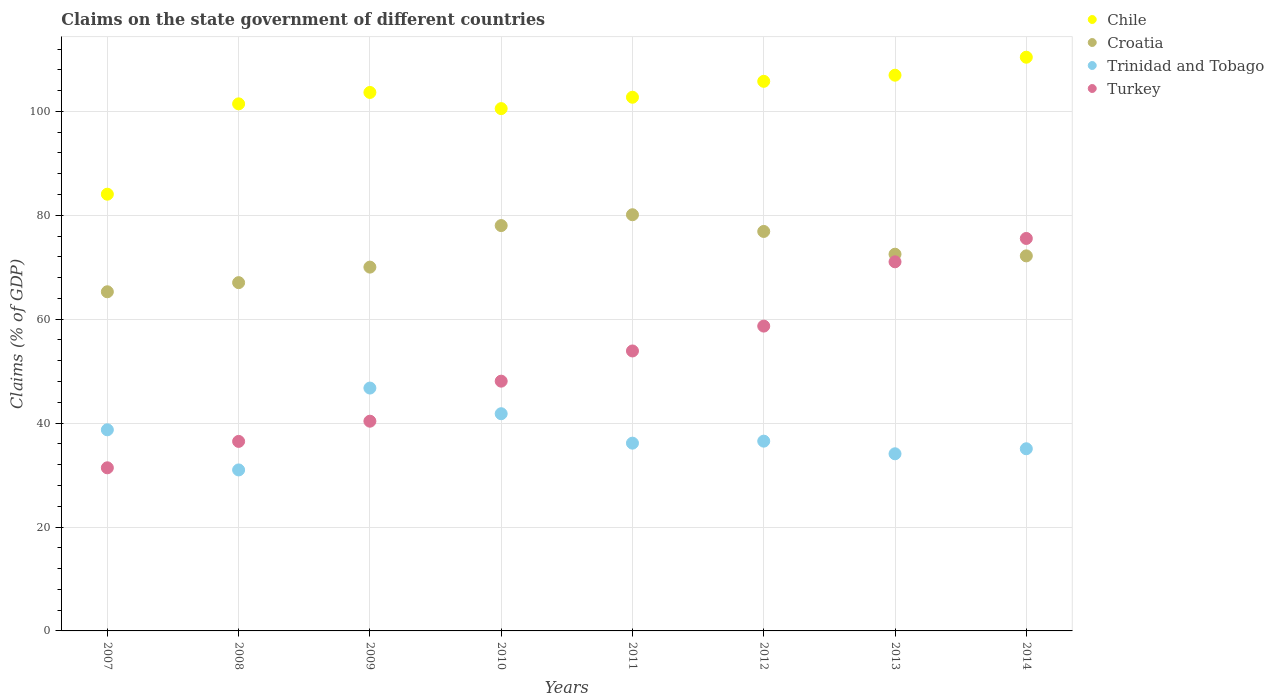 Claims on the state government of different countries
Chile
Croatia
Trinidad and Tobago
Turkey
Claims (% of GDP)
100
80
60
40
20
0
2007
2008
2009
2010
2011
2012
2013
2014
Years